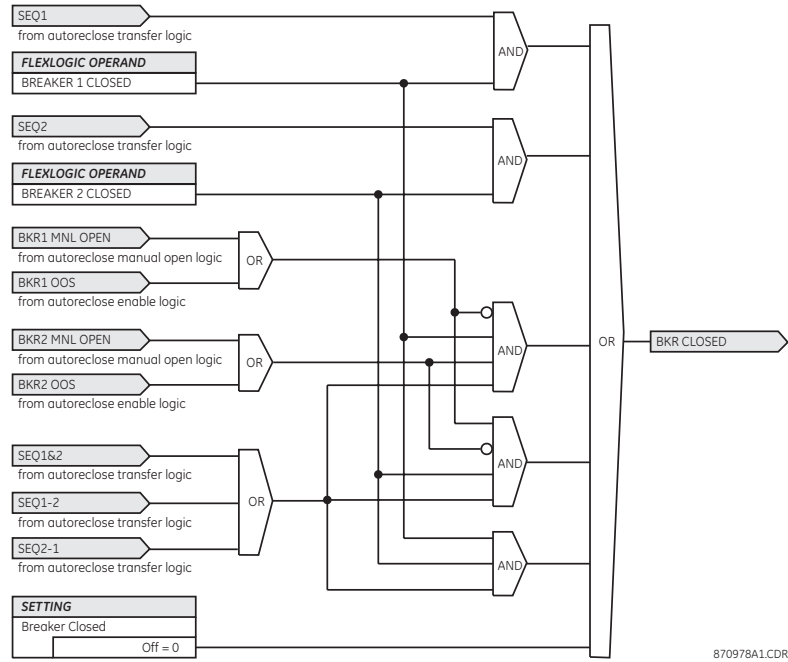 SEQ1
from autoreclose transfer logic
FLEXLOGIC OPERAND
BREAKER 1 CLOSED
AND
SEQ2
from autoreclose transfer logic
AND
FLEXLOGIC OPERAND
BREAKER 2 CLOSED
BKR1 MNL OPEN
from autoreclose manual open logic
OR
BKR1 OOS
from autoreclose enable logic
BKR2 MNL OPEN
from autoreclose manual open logic
OR
BKR2 OOS
from autoreclose enable logic
AND
OR
BKR CLOSED
SEQ1&2
from autoreclose transfer logic
AND
SEQ1-2
OR
from autoreclose transfer logic
SEQ2-1
from autoreclose transfer logic
AND
SETTING
Breaker Closed
Off = 0
870978A1.CDR